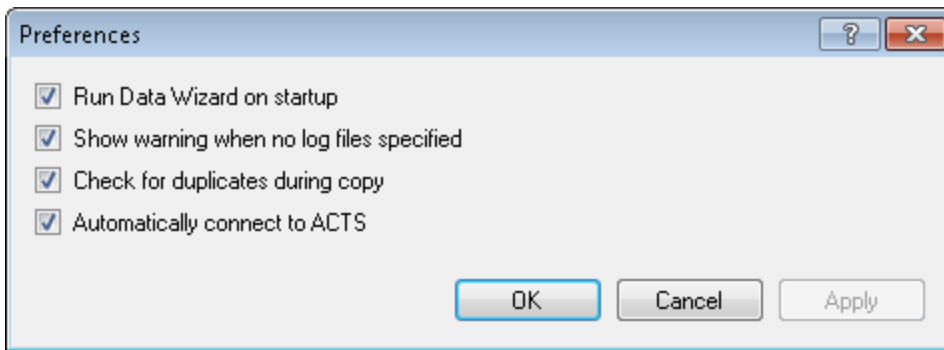 Preferences
?
Run Data Wizard on startup
Show warning when no log files specified
Check for duplicates during copy
Automatically connect to ACTS
OK Cancel Apply